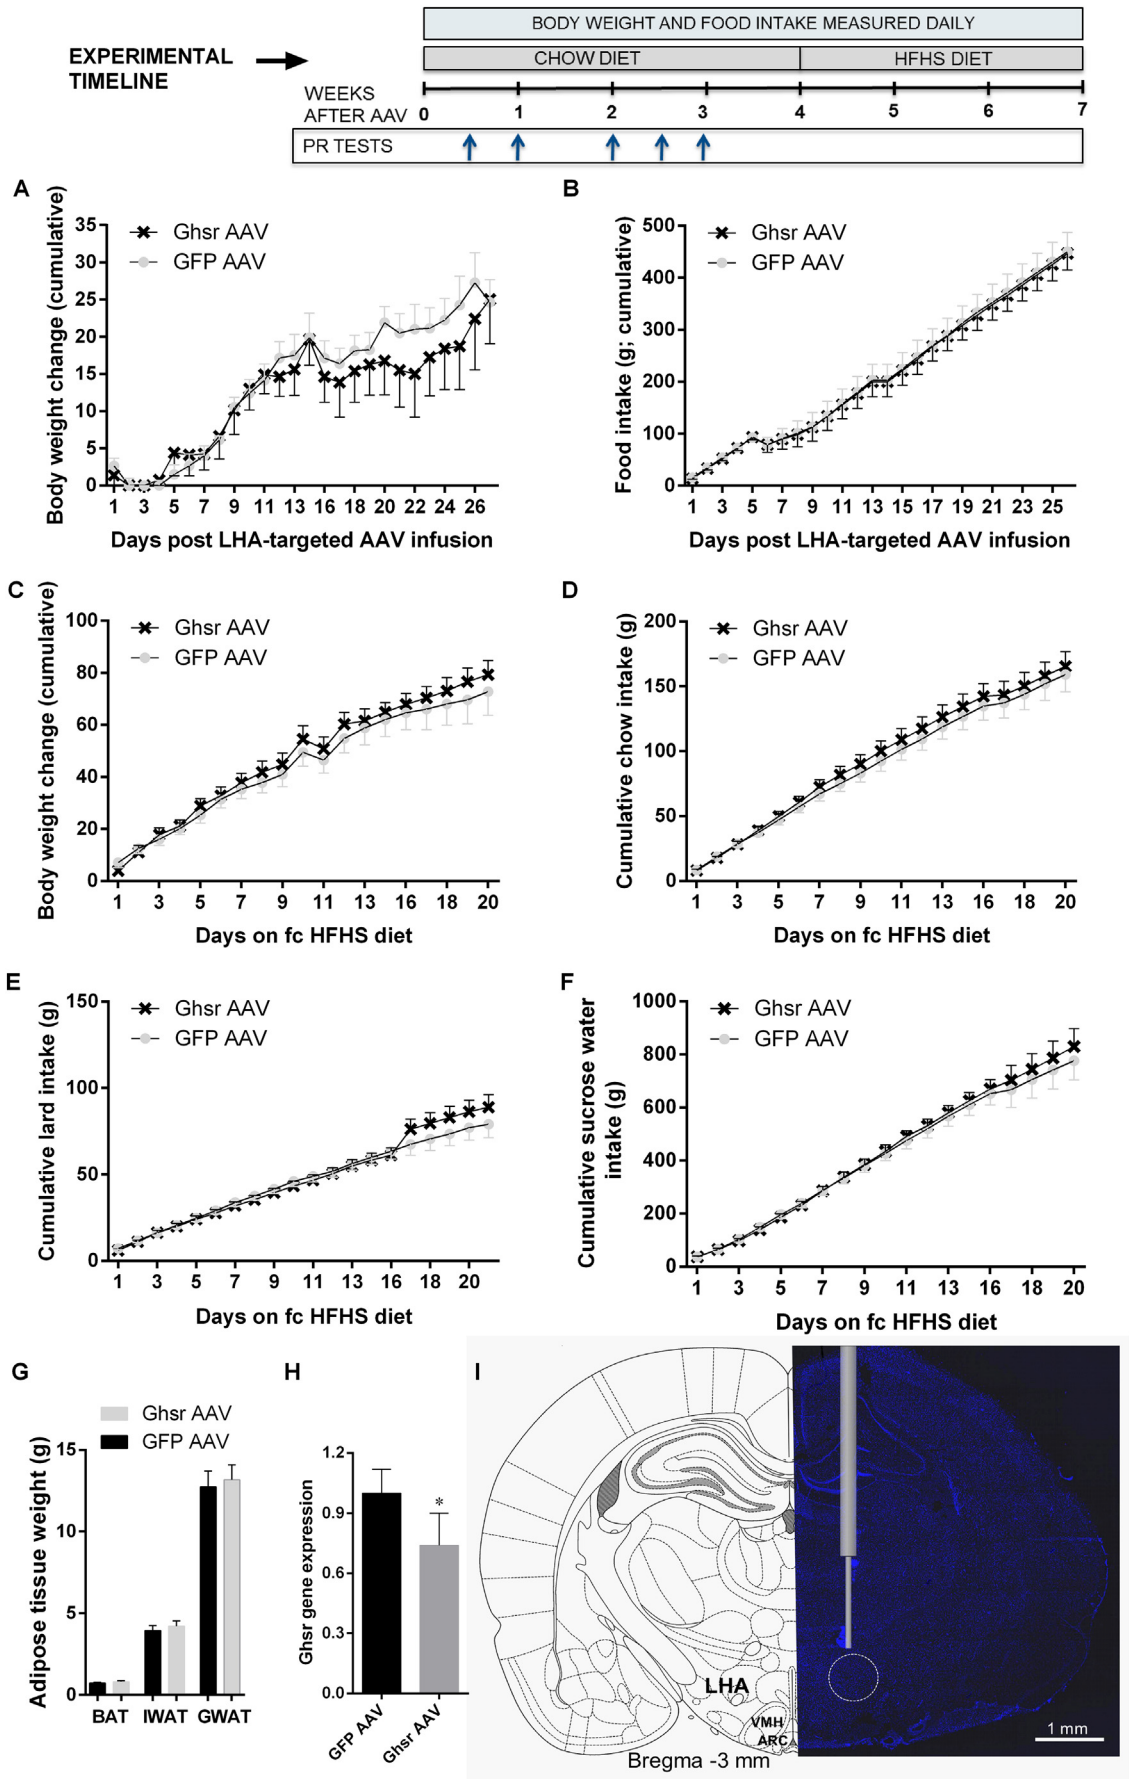 BODY WEIGHT AND FOOD INTAKE MEASURED DAILY
EXPERIMENTAL
TIMELINE
CHOW DIET
HFHS DIET
WEEKS
AFTER AAV
0 1 2 3 4 5 6 7
PR TESTS
A
Body weight change (cumulative)
35
30
25
20
15
10
5
0
Ghsr AAV
GFP AAV
1 3 5 7 9 11 14 16 18 20 22 24 26
Days post LHA-targeted AAV infusion
B
Food intake (g; cumulative)
500
400
300
200
100
0
Ghsr AAV
GFP AAV
1 3 5 7 9 11 13 15 17 19 21 23 25
Days post LHA-targeted AAV infusion
C
Body weight change (cumulative)
100
80
60
40
20
0
Ghsr AAV
GFP AAV
1 3 5 7 9 11 13 16 18 20
Days on fc HFHS diet
D
Cumulative chow intake (g)
200
150
100
50
0
Ghsr AAV
GFP AAV
1 3 5 7 9 11 13 16 18 20
Days on fc HFHS diet
E
Cumulative lard intake (g)
150
100
50
0
Ghsr AAV
GFP AAV
1 3 5 7 9 11 13 15 17 20
Days on fc HFHS diet
F
Cumulative sucrose water
intake (g)
1000
800
600
400
200
0
Ghsr AAV
GFP AAV
1 3 5 7 9 11 13 16 18 20
Days on fc HFHS diet
G
Ghsr AAV
GFP AAV
Adipose tissue weight (g)
15
10
5
0
BAT IWAT GWAT
H
Ghsr gene expression
1.2
0.9
0.6
0.3
0.0
*
GFP AAV
Ghsr AAV
I
LHA
VMH
ARC
Bregma -3 mm
1 mm